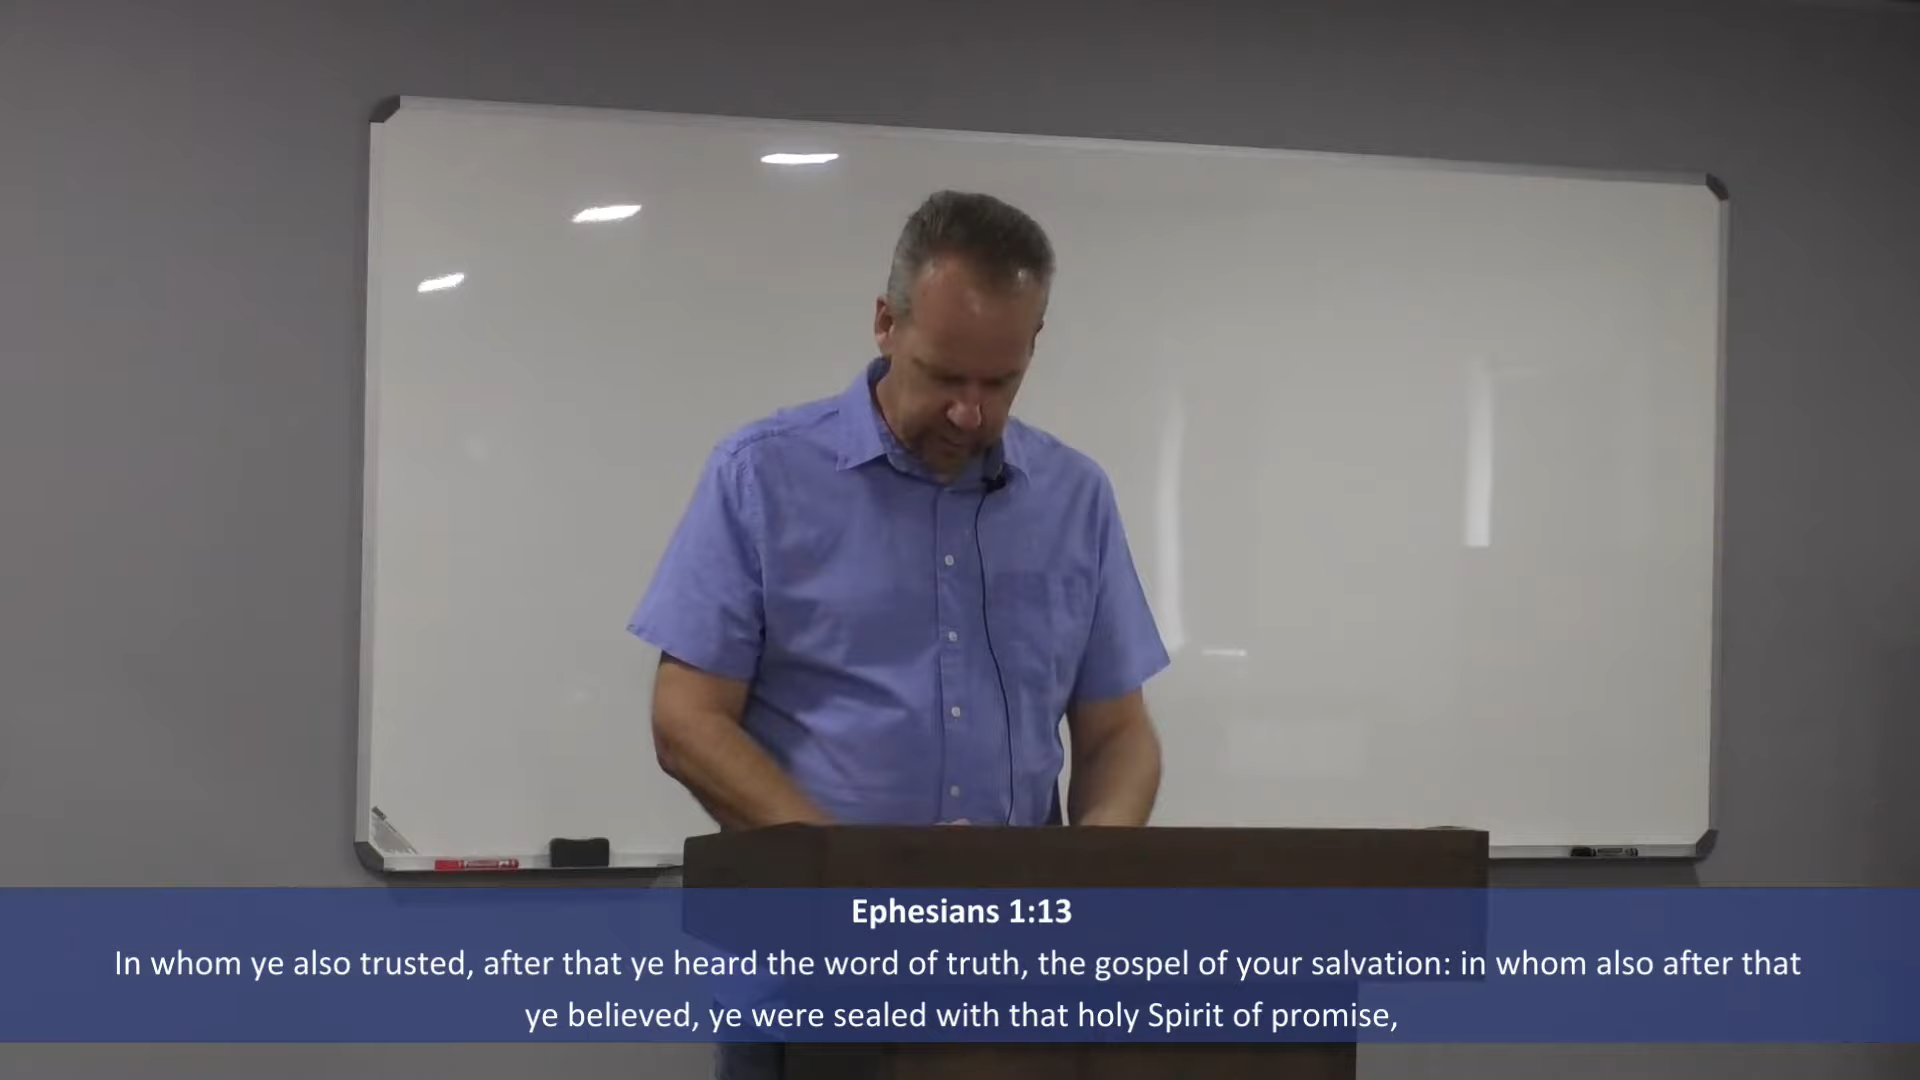 Ephesians 1:13
In whom ye also trusted, after that ye heard the word of truth, the gospel of your salvation: in whom also after that
ye believed, ye were sealed with that holy Spirit of promise,